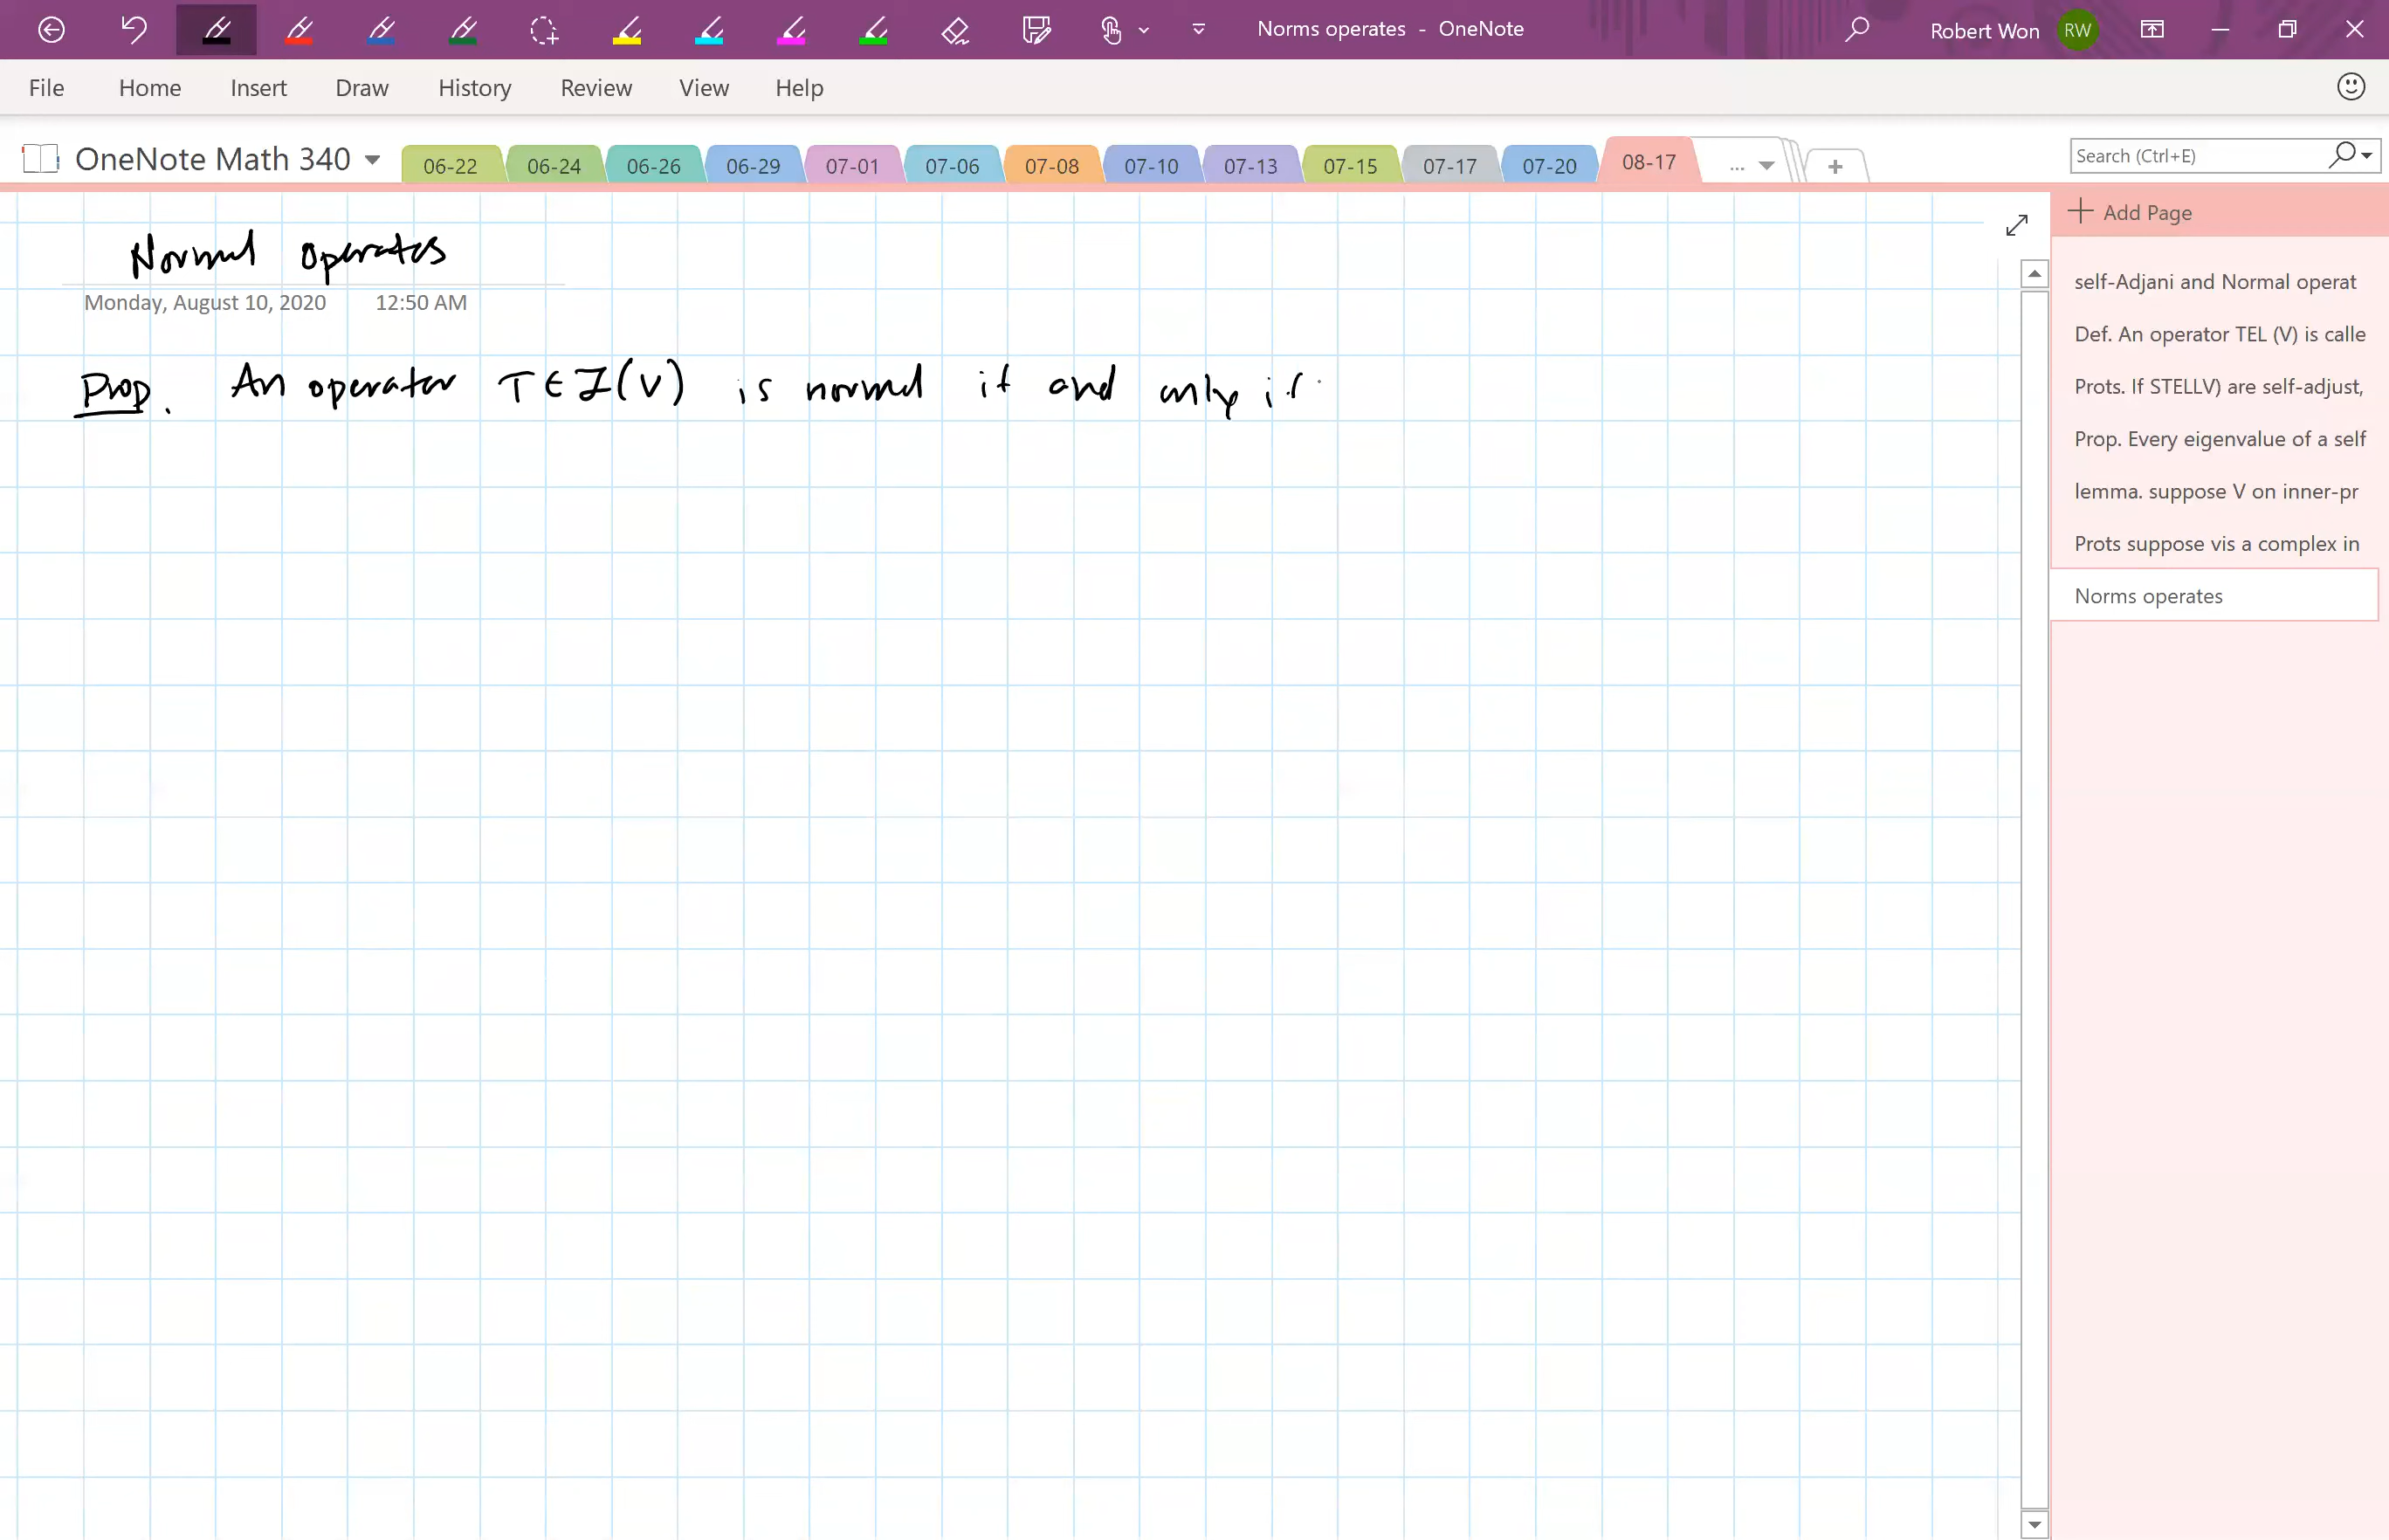 Norms operates - OneNote
Robert Won RW
File Home Insert Draw History Review View Help
OneNote Math 340 06-22 06-24 06-26 06-29 07-01 07-06 07-08 07-10 07-13 07-15 07-17 07-20 08-17 ... + Search (Ctrl+E)
Add Page
Normal operates
Monday, August 10, 2020 12:50 AM
Prop. An operator T∈ℒ(V) is normal if and only if
self-Adjani and Normal operat
Def. An operator TEL (V) is calle
Prots. If STELLV) are self-adjust,
Prop. Every eigenvalue of a self
lemma. suppose V on inner-pr
Prots suppose vis a complex in
Norms operates